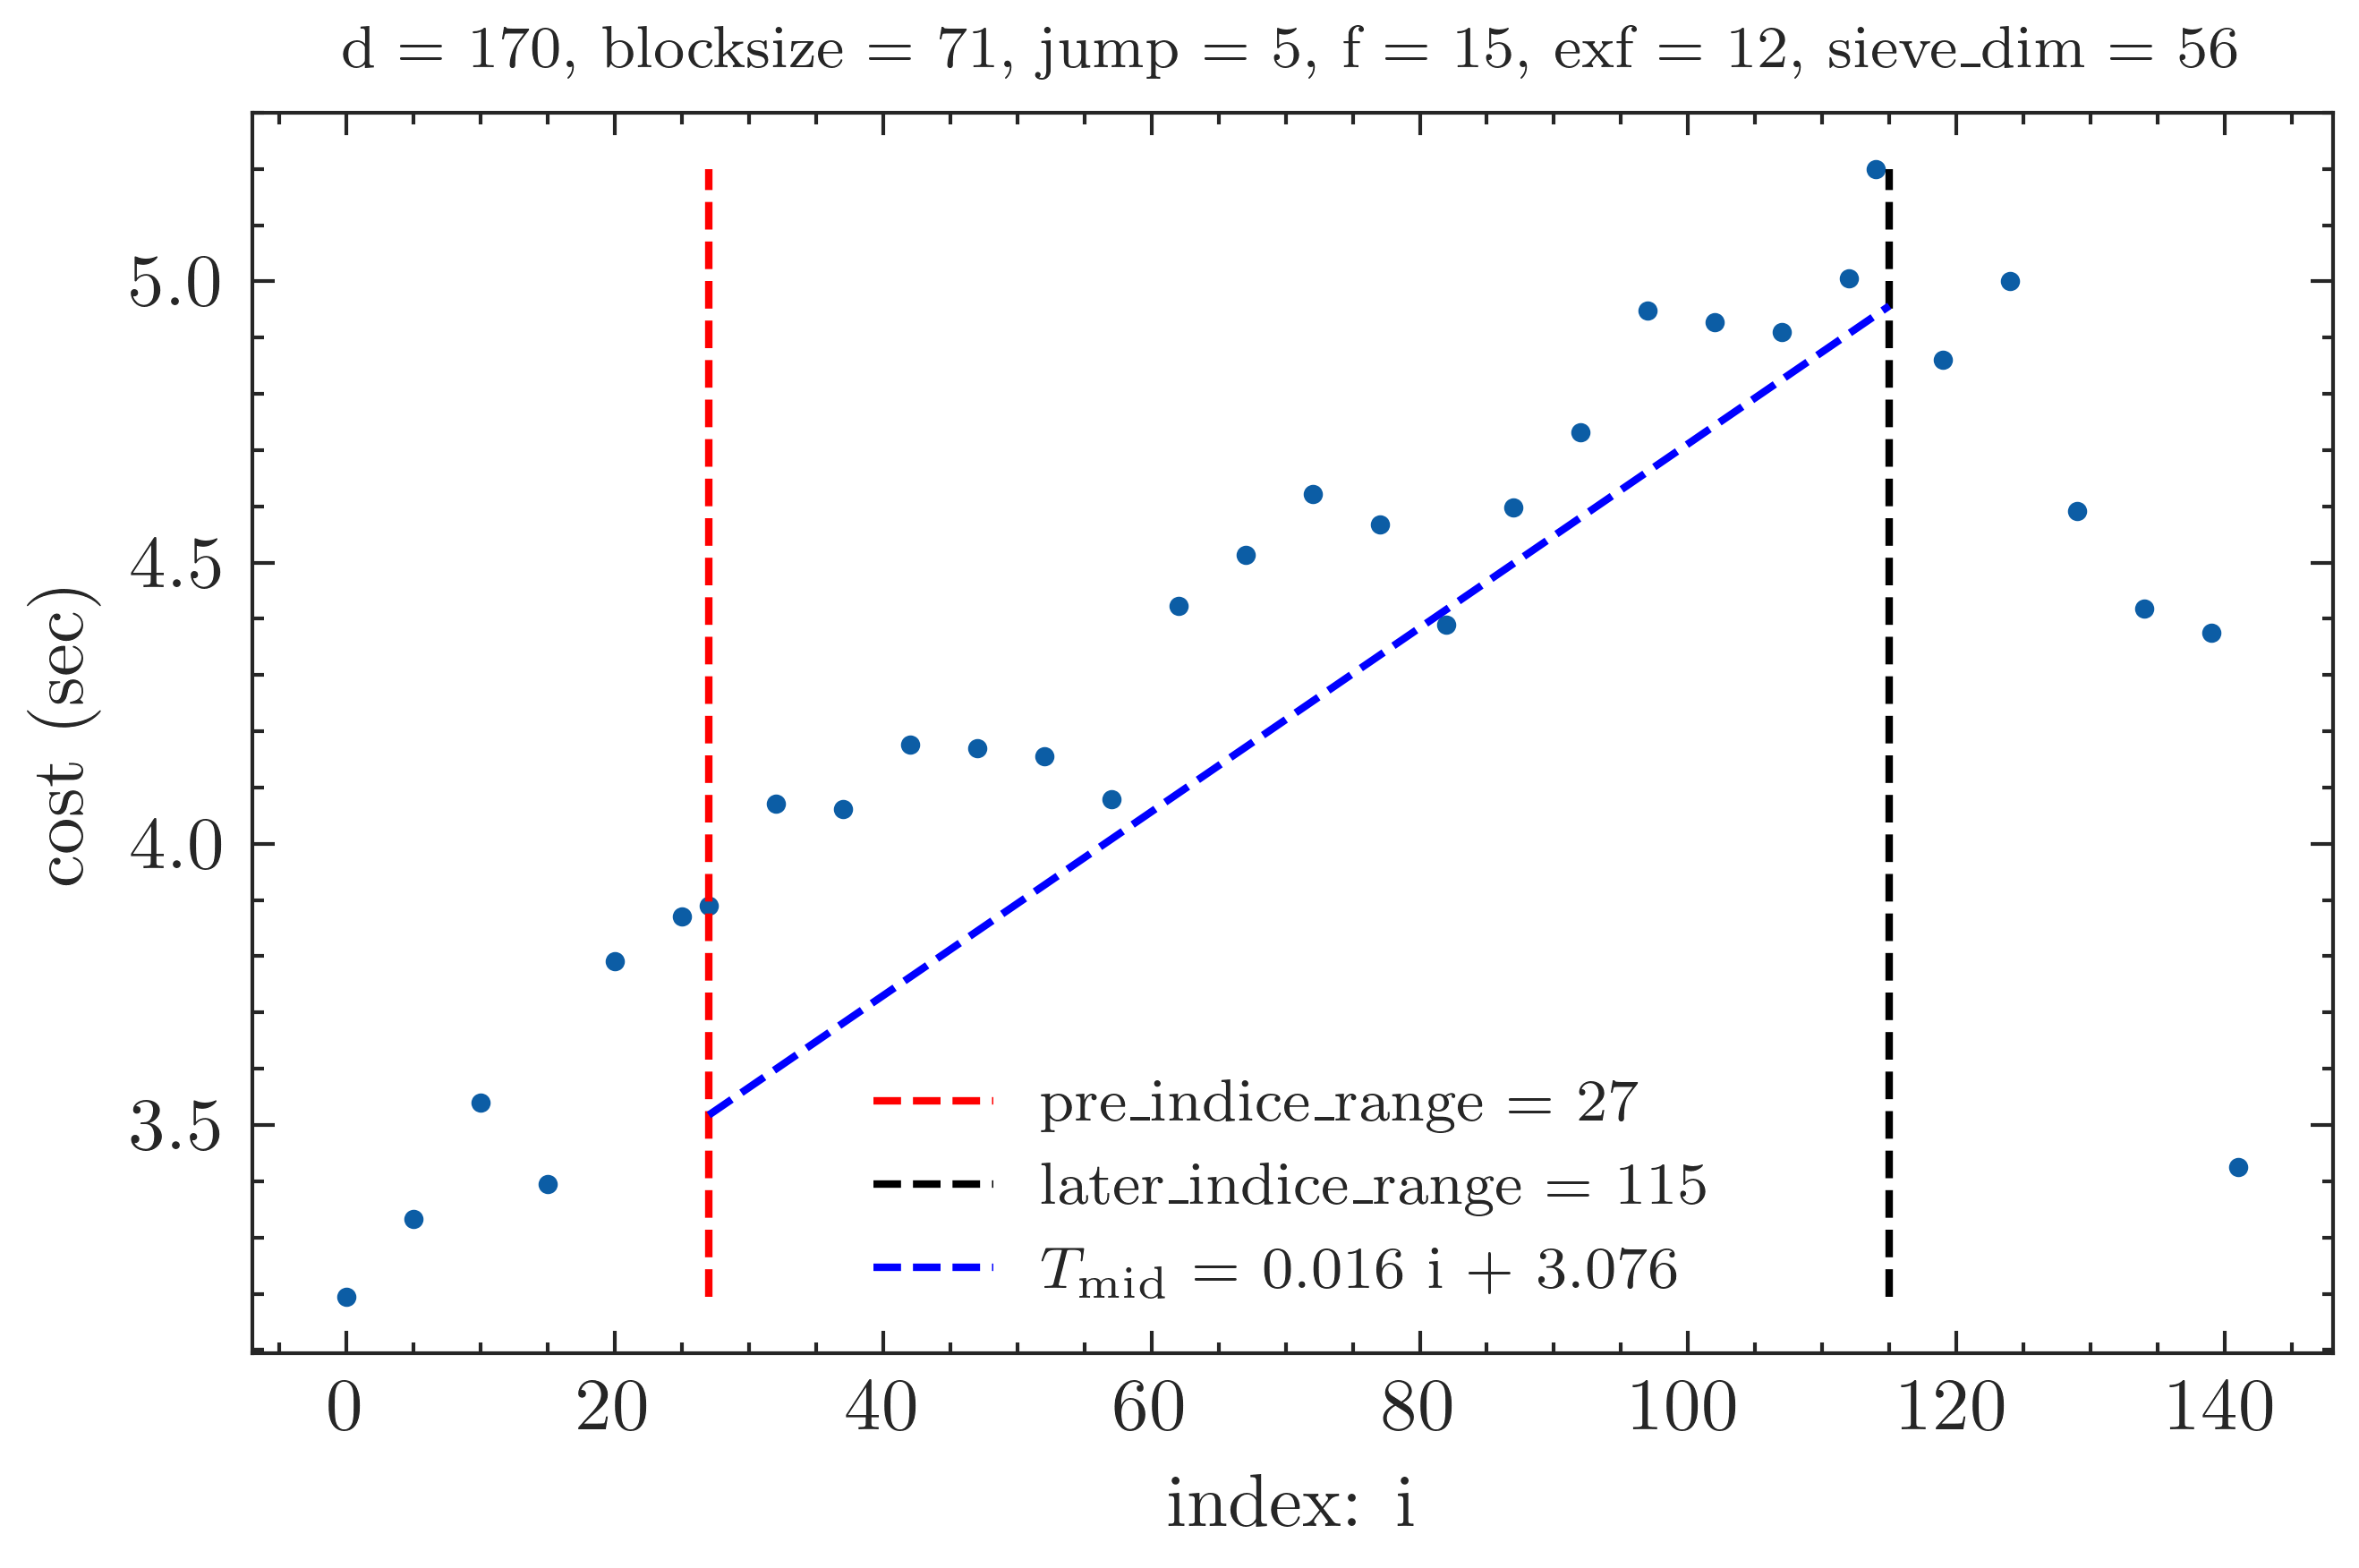 d = 170, blocksize = 71, jump = 5, f = 15, exf = 12, sieve_dim = 56
cost (sec)
5.0
4.5
4.0
3.5
pre_indice_range = 27
later_indice_range = 115
T_mid = 0.016 i + 3.076
0 20 40 60 80 100 120 140
index: i